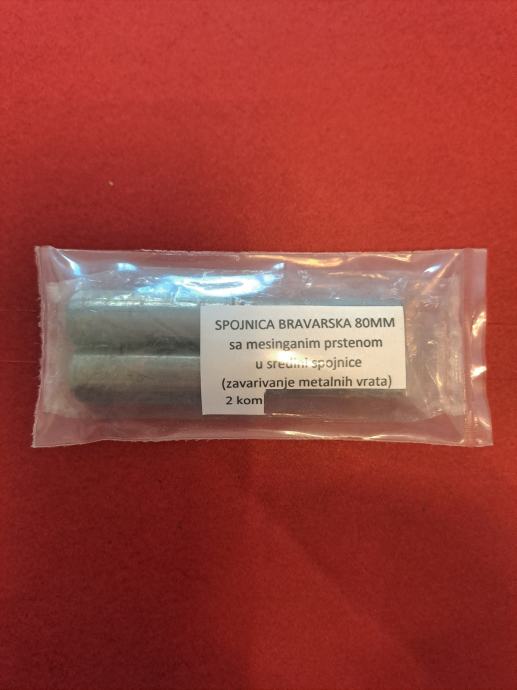 SPOJNICA BRAVARSKA 80MM
sa mesinganim prstenom
u sredini spojnice
(zavarivanje metalnih vrata)
2 kom